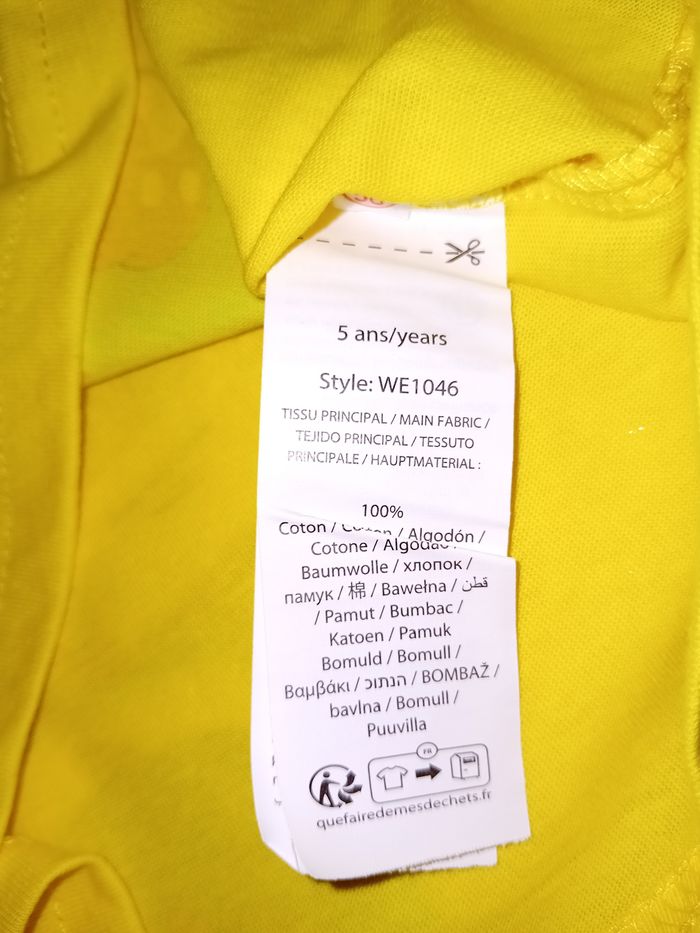 5 ans/years
Style: WE1046
TISSU PRINCIPAL / MAIN FABRIC /
TEJIDO PRINCIPAL / TESSUTO
PRINCIPALE / HAUPTMATERIAL :
100%
Coton / Cotton / Algodón /
Cotone / Algodão /
Baumwolle / хлопок /
памук / 棉 / Bawełna / قطن
/ Pamut / Bumbac /
Katoen / Pamuk
Bomuld / Bomull /
Βαμβάκι / הנתוכ / BOMBAŽ /
bavlna / Bomull /
Puuvilla
FR
quefairedemesdechets.fr